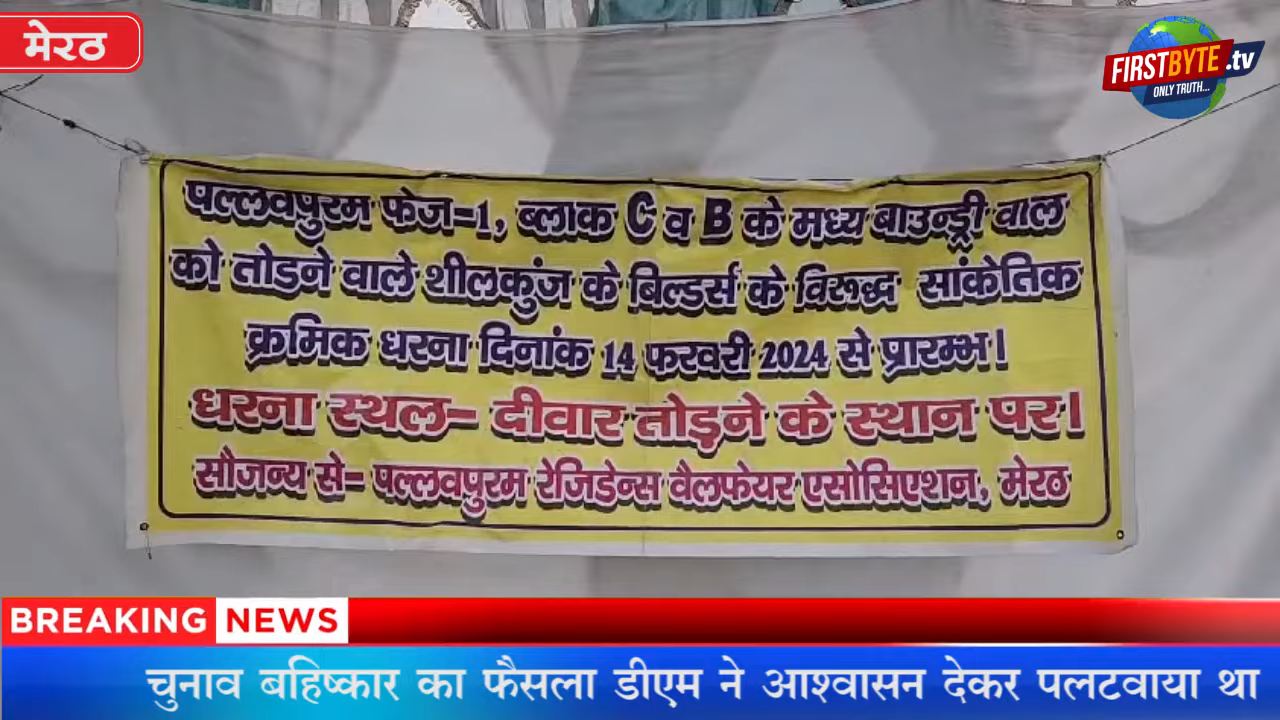 मेरठ
FIRSTBYTE.tv
ONLY TRUTH...
पल्लवपुरम फेज-1, ब्लाक C व B के मध्य बाउन्ड्री वाल
को तोडने वाले शीलकुंज के बिल्डर्स के विरूद्ध सांकेतिक
क्रमिक धरना दिनांक 14 फरवरी 2024 से प्रारम्भ।
धरना स्थल- दीवार तोड़ने के स्थान पर।
सौजन्य से- पल्लवपुरम रेजिडेन्स वैलफेयर एसोसिएशन, मेरठ
BREAKING NEWS
चुनाव बहिष्कार का फैसला डीएम ने आश्वासन देकर पलटवाया था